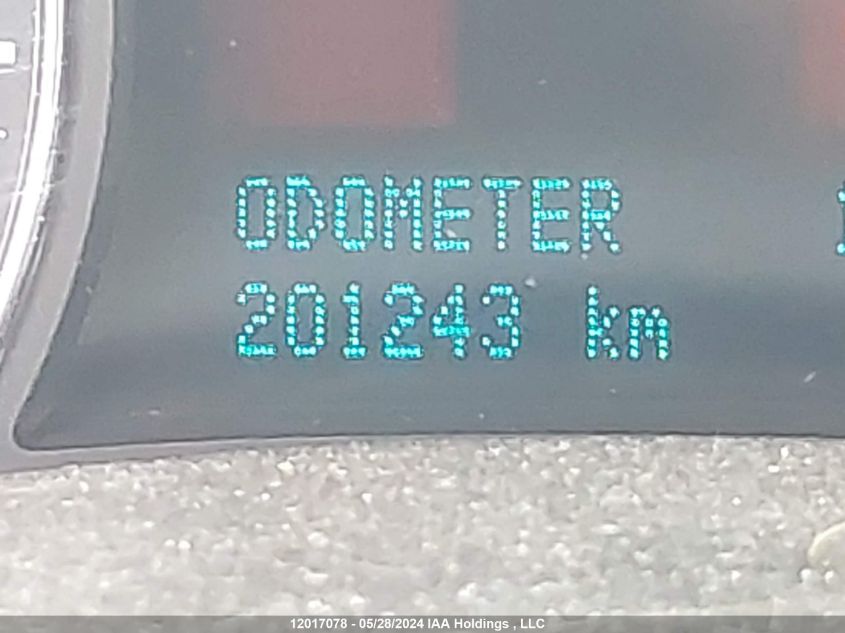 ODOMETER
201243 km
12017078 - 05/28/2024 IAA Holdings , LLC